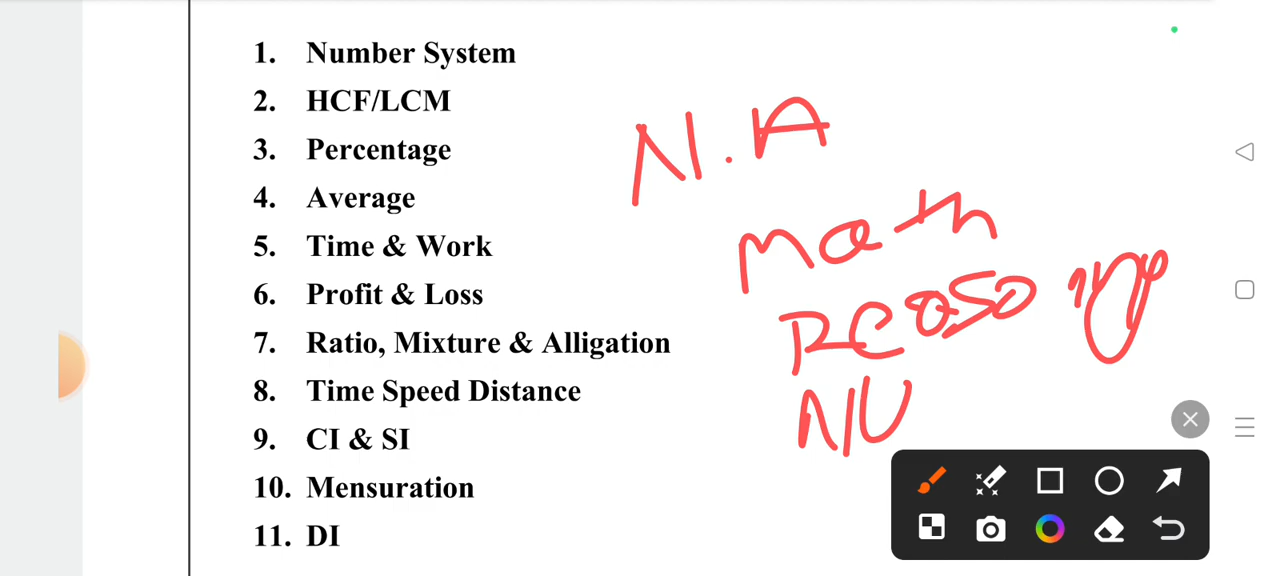 1. Number System
2. HCF/LCM
3. Percentage
4. Average
5. Time & Work
6. Profit & Loss
7. Ratio, Mixture & Alligation
8. Time Speed Distance
9. CI & SI
10. Mensuration
11. DI
N.A
Math